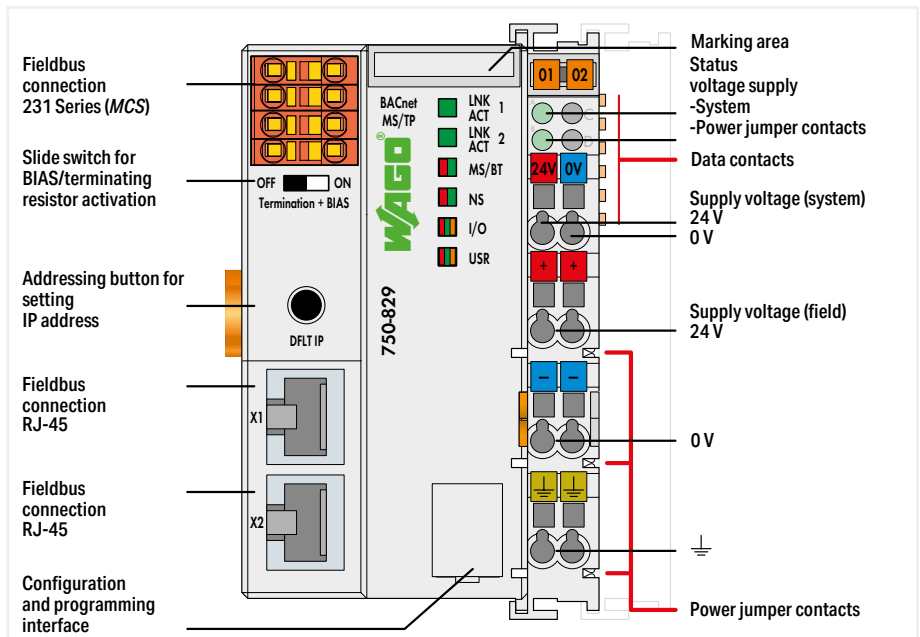 Fieldbus
connection
231 Series (MCS)
Slide switch for
BIAS/terminating
resistor activation
Addressing button for
setting
IP address
Fieldbus
connection
RJ-45
Fieldbus
connection
RJ-45
Configuration
and programming
interface
OFF ON
Termination + BIAS
DFLT IP
X1
X2
BACnet
MS/TP
LNK
ACT 1
LNK
ACT 2
MS/BT
NS
I/O
USR
WAGO®
750-829
01 02
C
D
24V 0V
+ +
− −
Marking area
Status
voltage supply
-System
-Power jumper contacts
Data contacts
Supply voltage (system)
24 V
0 V
Supply voltage (field)
24 V
0 V
Power jumper contacts